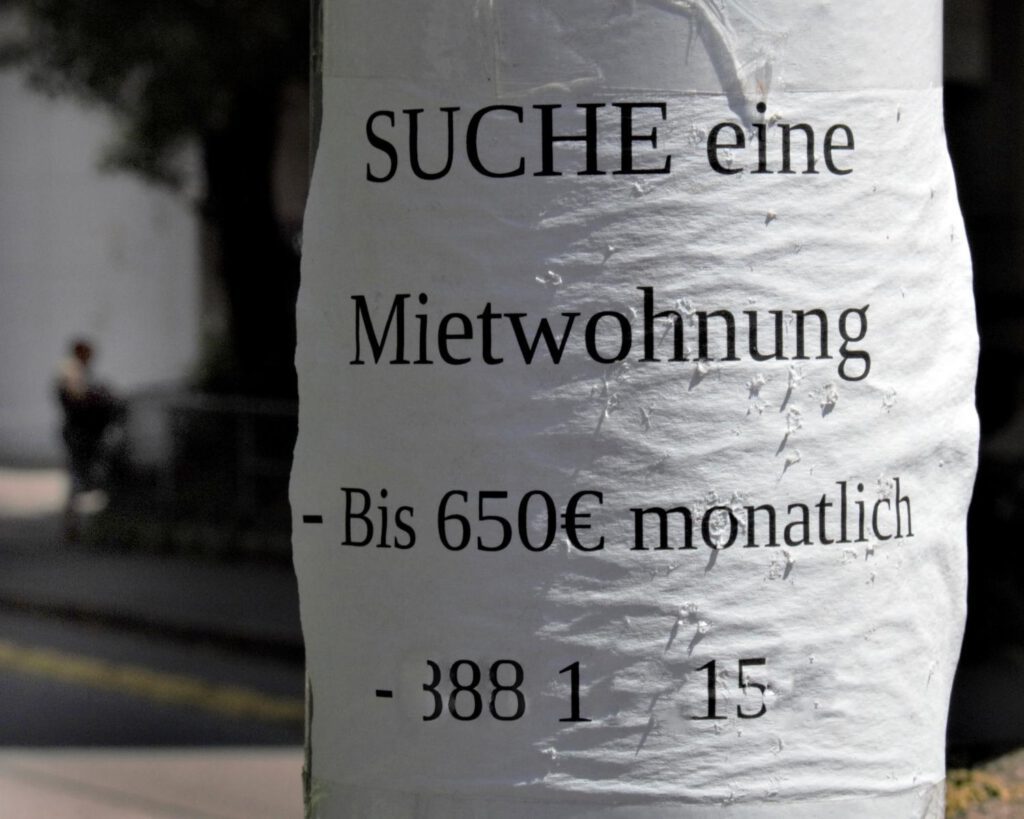 SUCHE eine
Mietwohnung
- Bis 650€ monatlich
- 388 1 15